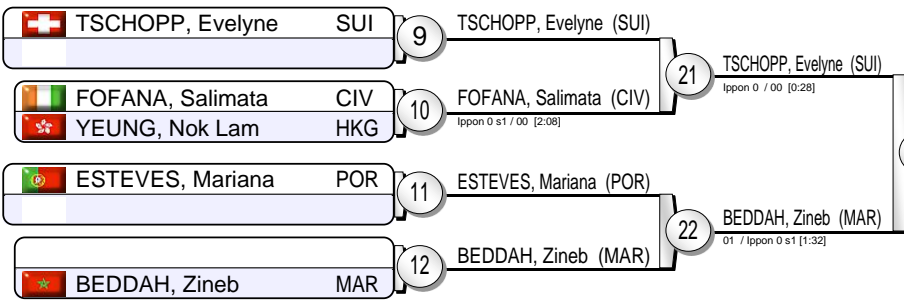 TSCHOPP, Evelyne SUI
9
TSCHOPP, Evelyne (SUI)
FOFANA, Salimata CIV
YEUNG, Nok Lam HKG
10
FOFANA, Salimata (CIV)
Ippon 0 s1 / 00 [2:08]
21
TSCHOPP, Evelyne (SUI)
Ippon 0 / 00 [0:28]
ESTEVES, Mariana POR
11
ESTEVES, Mariana (POR)
BEDDAH, Zineb MAR
12
BEDDAH, Zineb (MAR)
22
BEDDAH, Zineb (MAR)
01 / Ippon 0 s1 [1:32]